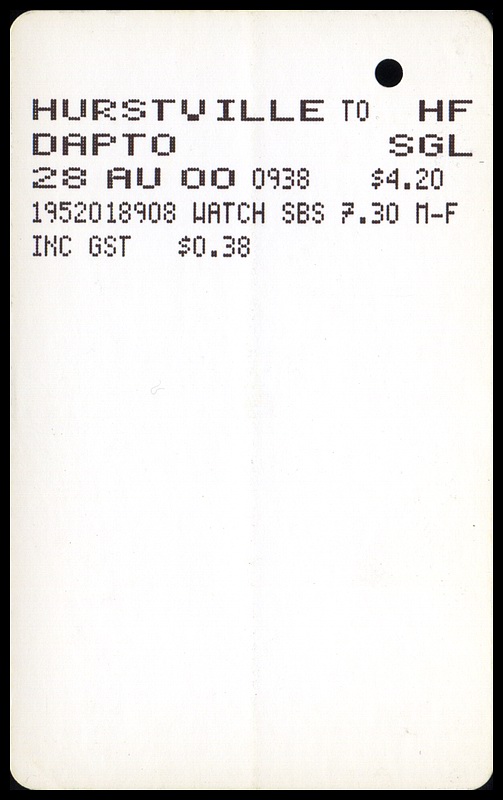 HURSTVILLE TO HF
DAPTO SGL
28 AU 00 0938 $4.20
1952018908 WATCH SBS 7.30 M-F
INC GST $0.38